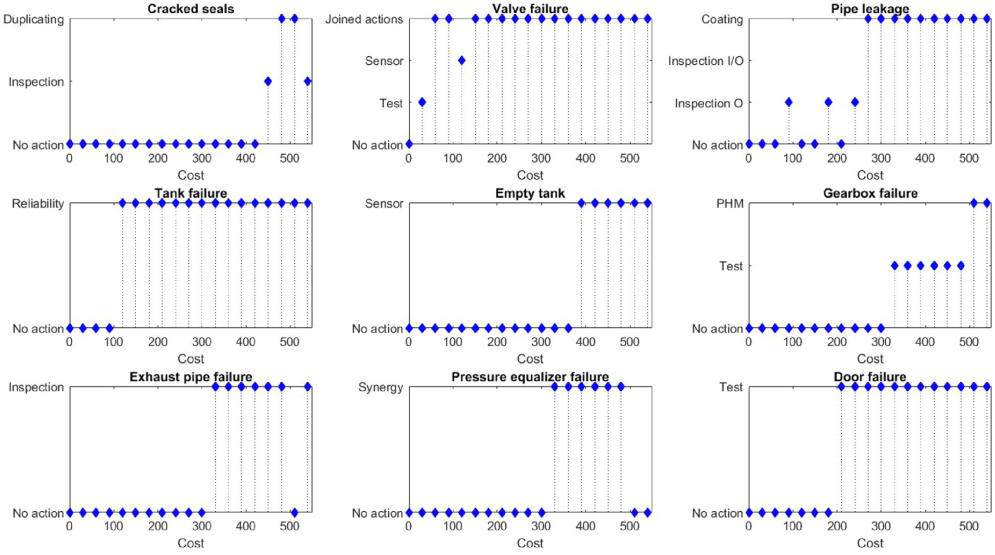 Cracked seals
Duplicating
Inspection
No action
0 100 200 300 400 500
Cost
Valve failure
Joined actions
Sensor
Test
No action
0 100 200 300 400 500
Cost
Pipe leakage
Coating
Inspection I/O
Inspection O
No action
0 100 200 300 400 500
Cost
Tank failure
Reliability
No action
0 100 200 300 400 500
Cost
Empty tank
Sensor
No action
0 100 200 300 400 500
Cost
Gearbox failure
PHM
Test
No action
0 100 200 300 400 500
Cost
Exhaust pipe failure
Inspection
No action
0 100 200 300 400 500
Cost
Pressure equalizer failure
Synergy
No action
0 100 200 300 400 500
Cost
Door failure
Test
No action
0 100 200 300 400 500
Cost